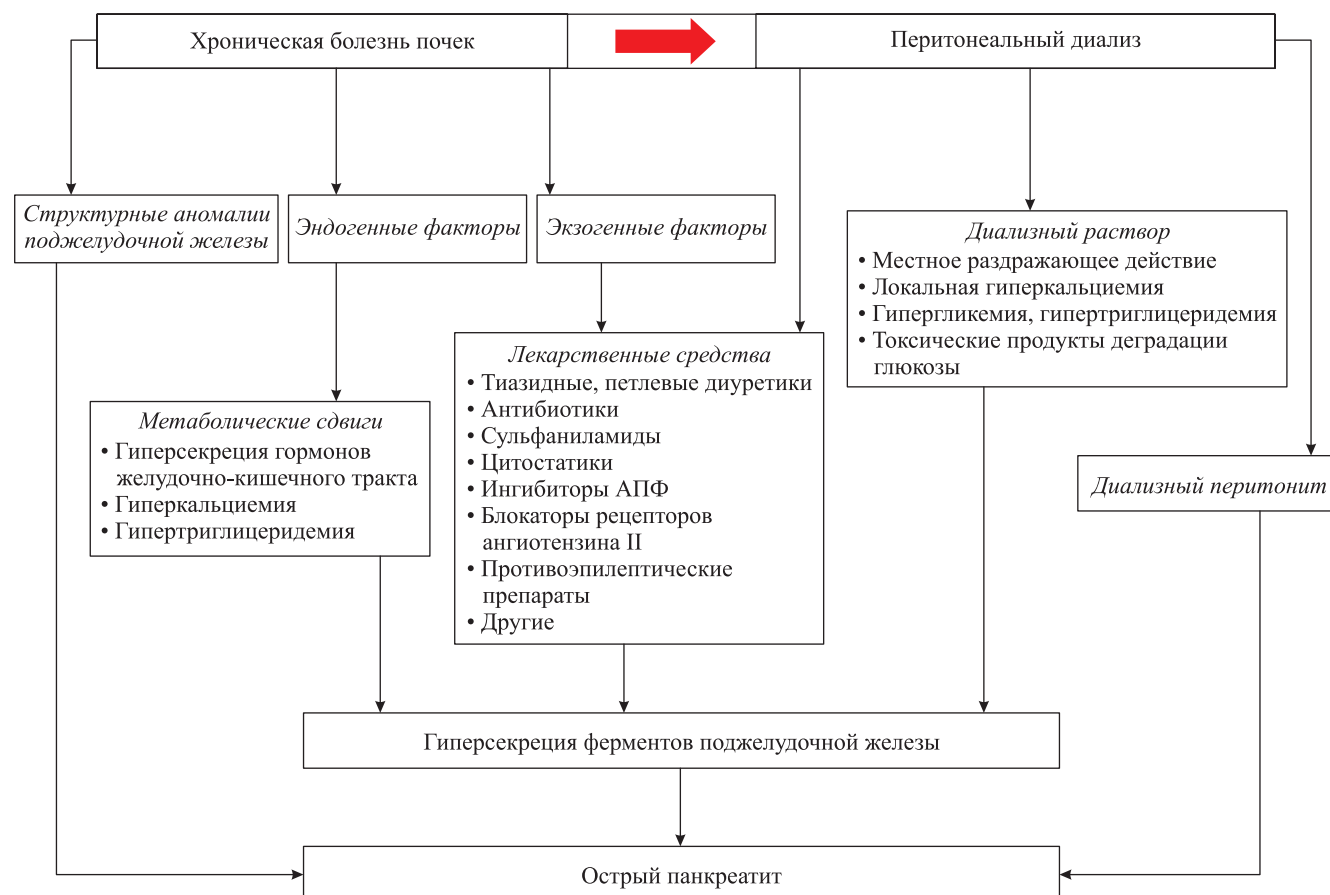 Хроническая болезнь почек
Перитонеальный диализ
Структурные аномалии
поджелудочной железы
Эндогенные факторы
Экзогенные факторы
Диализный раствор
• Местное раздражающее действие
• Локальная гиперкальциемия
• Гипергликемия, гипертриглицеридемия
• Токсические продукты деградации
глюкозы
Лекарственные средства
• Тиазидные, петлевые диуретики
• Антибиотики
• Сульфаниламиды
• Цитостатики
• Ингибиторы АПФ
• Блокаторы рецепторов
ангиотензина II
• Противоэпилептические
препараты
• Другие
Метаболические сдвиги
• Гиперсекреция гормонов
желудочно-кишечного тракта
• Гиперкальциемия
• Гипертриглицеридемия
Диализный перитонит
Гиперсекреция ферментов поджелудочной железы
Острый панкреатит